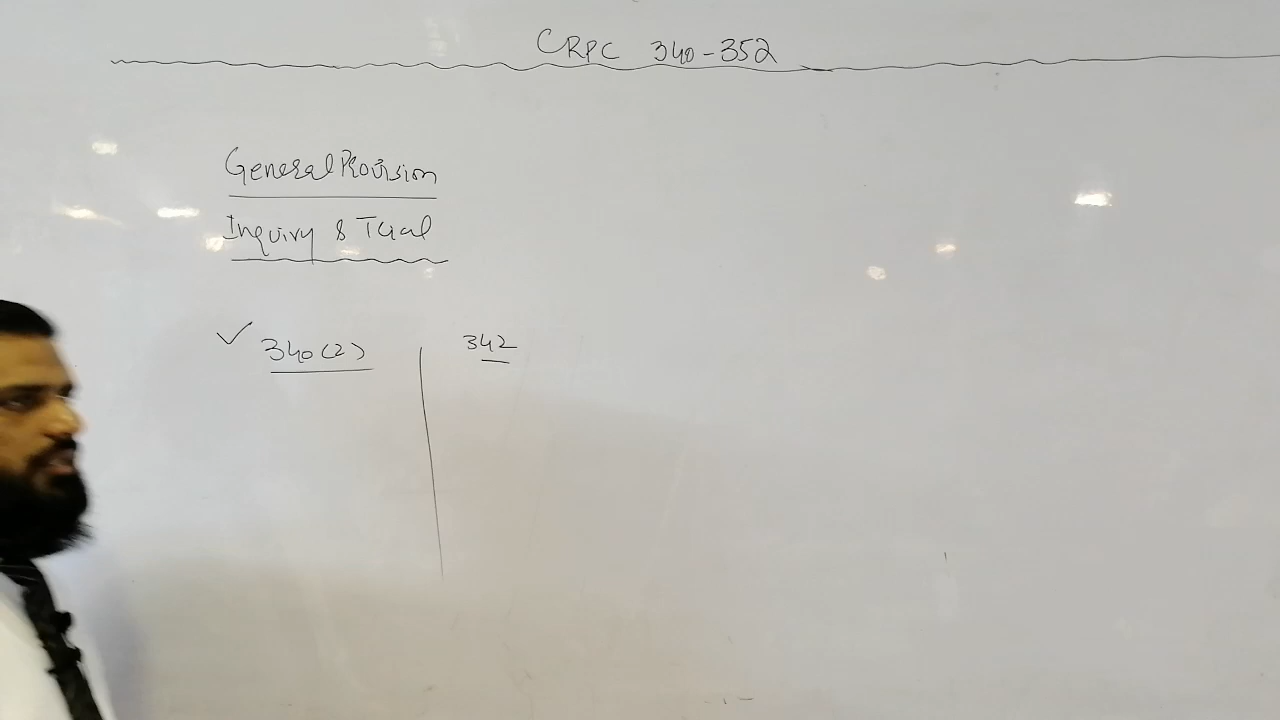 CRPC 340-352
General Provision
Inquiry & Trial
✓ 340(2) 342